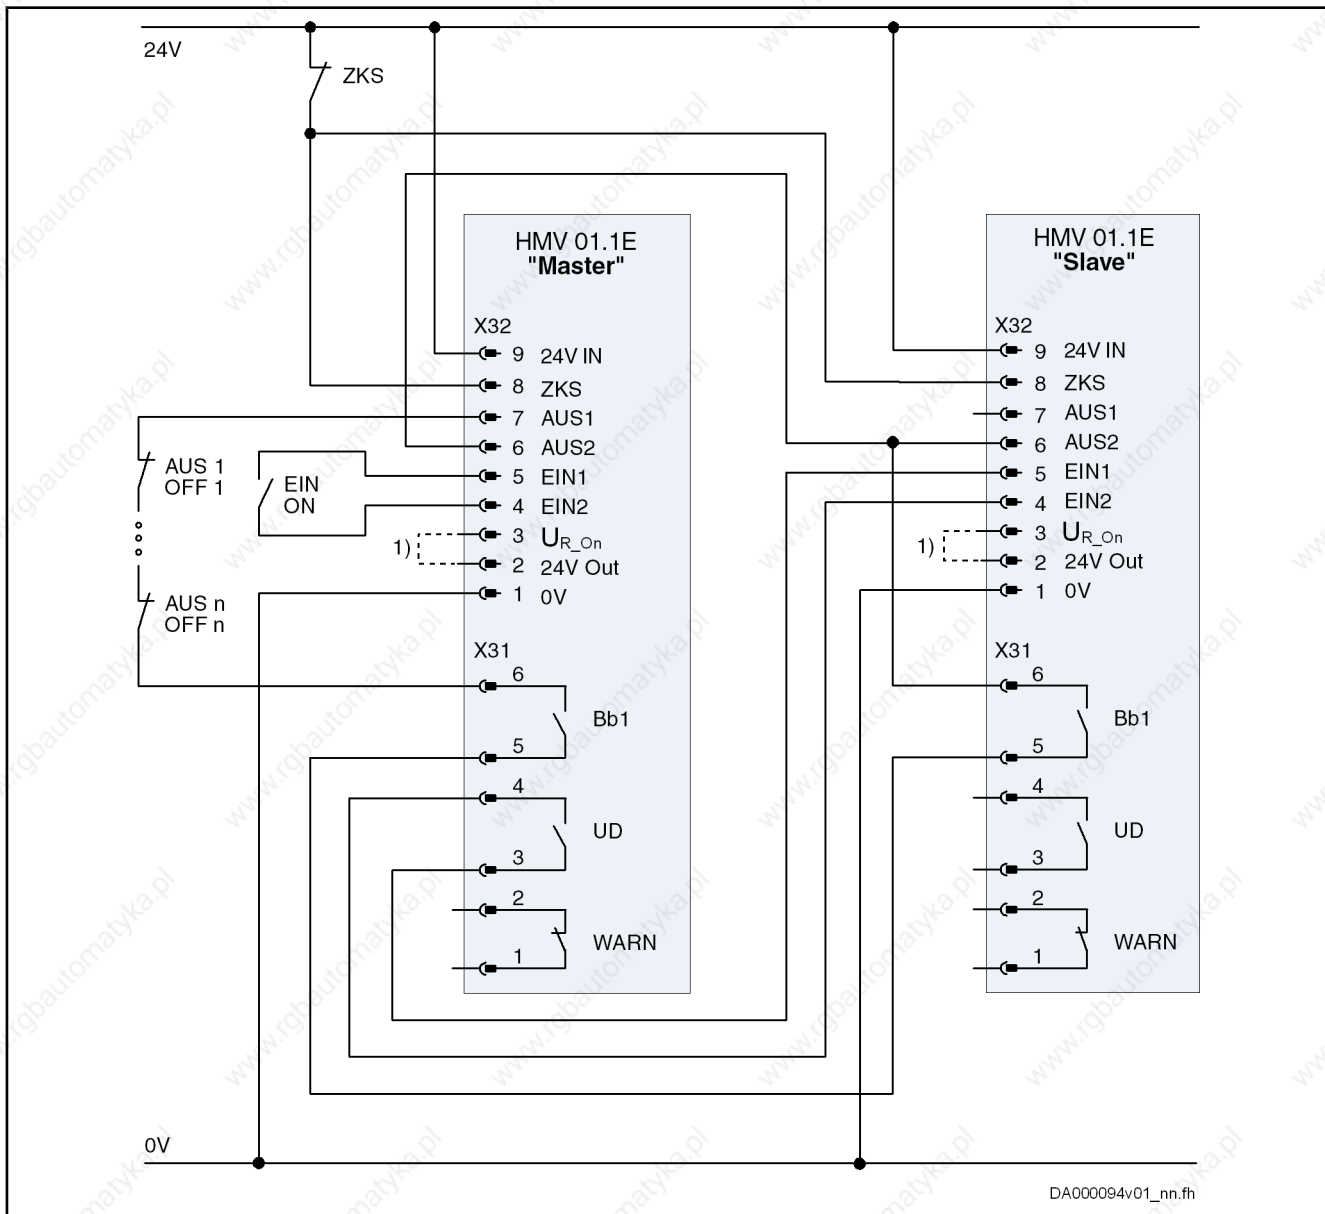 24V
ZKS
HMV 01.1E
"Master"
X32
9 24V IN
8 ZKS
7 AUS1
6 AUS2
5 EIN1
4 EIN2
3 UR_On
2 24V Out
1 0V
1)
AUS 1
OFF 1
EIN
ON
AUS n
OFF n
X31
6
Bb1
5
4
UD
3
2
WARN
1
HMV 01.1E
"Slave"
X32
9 24V IN
8 ZKS
7 AUS1
6 AUS2
5 EIN1
4 EIN2
3 UR_On
2 24V Out
1 0V
1)
X31
6
Bb1
5
4
UD
3
2
WARN
1
0V
DA000094v01_nn.fh
www.rgbautomatyka.pl